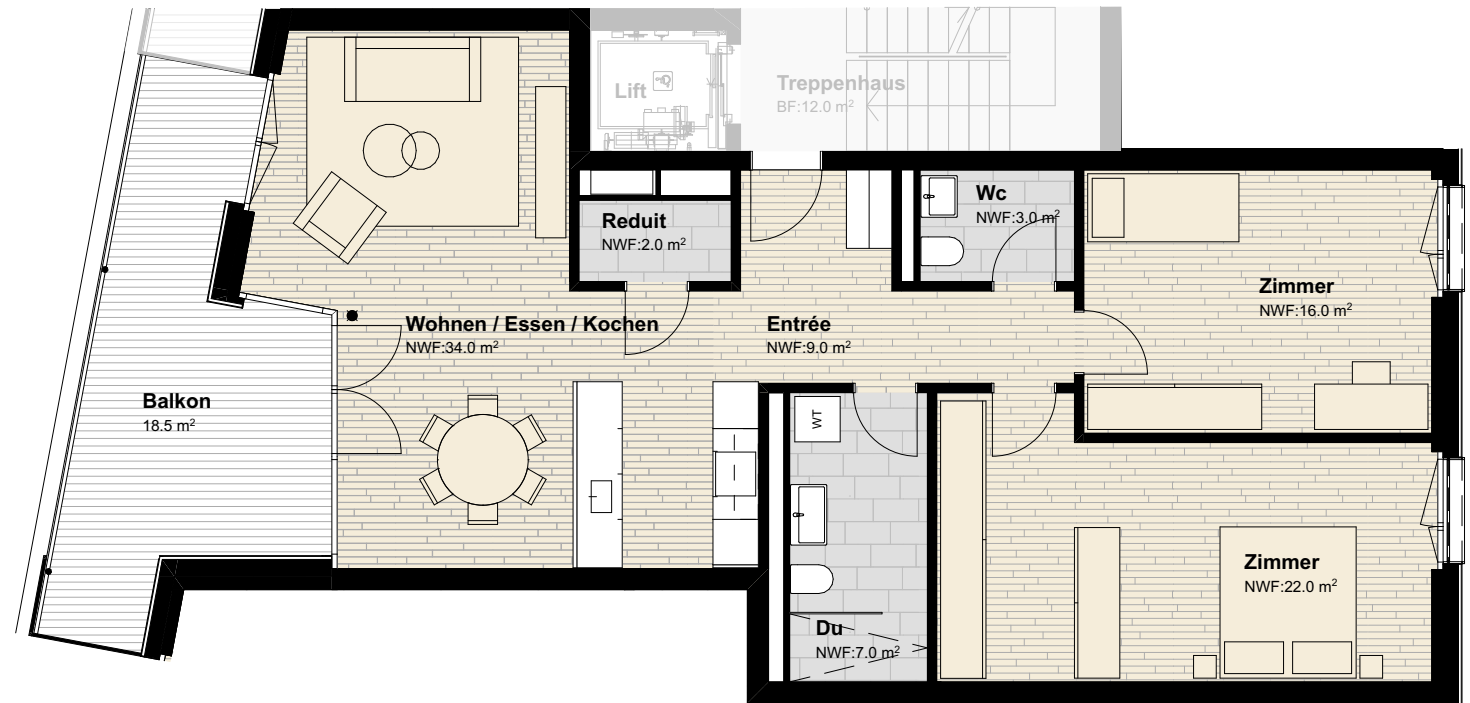 Lift
Treppenhaus
BF:12.0 m²
Reduit
NWF:2.0 m²
Wc
NWF:3.0 m²
Zimmer
NWF:16.0 m²
Wohnen / Essen / Kochen
NWF:34.0 m²
Entrée
NWF:9.0 m²
Balkon
18.5 m²
WT
Zimmer
NWF:22.0 m²
Du
NWF:7.0 m²